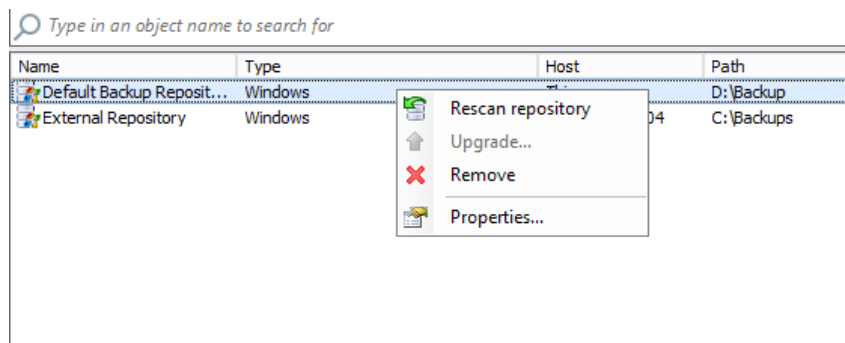 Type in an object name to search for
Name Type Host Path
Default Backup Reposit... Windows D:\Backup
External Repository Windows 04 C:\Backups
Rescan repository
Upgrade...
Remove
Properties...